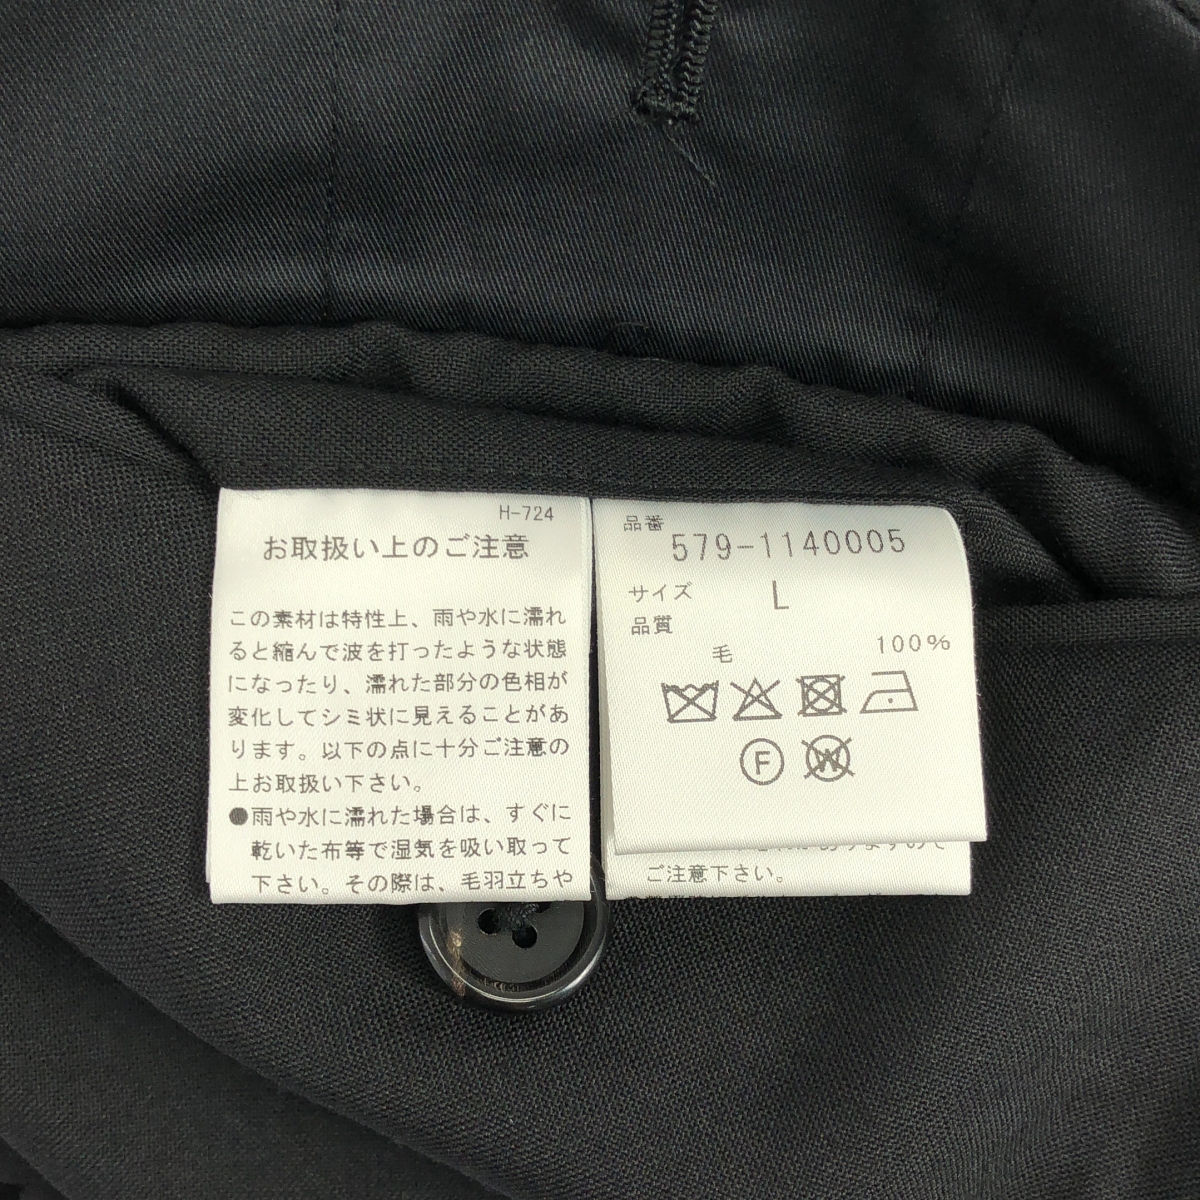 H-724
お取扱い上のご注意
この素材は特性上、雨や水に濡れ
ると縮んで波を打ったような状態
になったり、濡れた部分の色相が
変化してシミ状に見えることがあ
ります。以下の点に十分ご注意の
上お取扱い下さい。
●雨や水に濡れた場合は、すぐに
乾いた布等で湿気を吸い取って
下さい。その際は、毛羽立ちや
品番
579-1140005
サイズ L
品質
毛 100%
F
W
ご注意下さい。